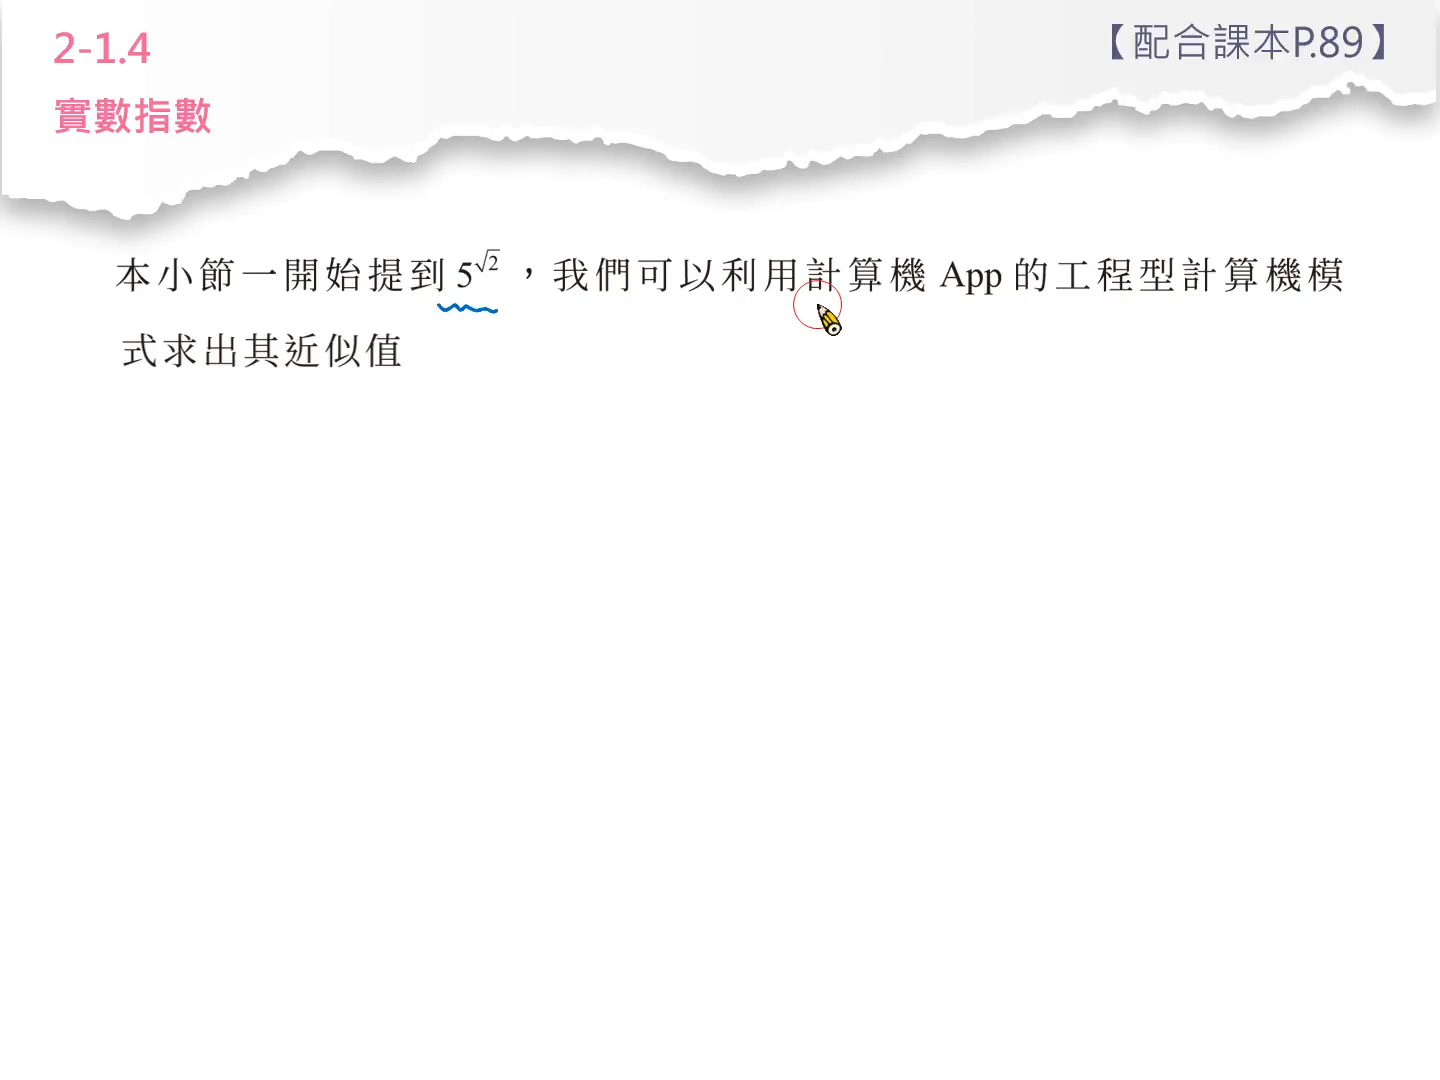 2-1.4
【配合課本P.89】
實數指數
本小節一開始提到 5^√2 ，我們可以利用計算機 App 的工程型計算機模
式求出其近似值